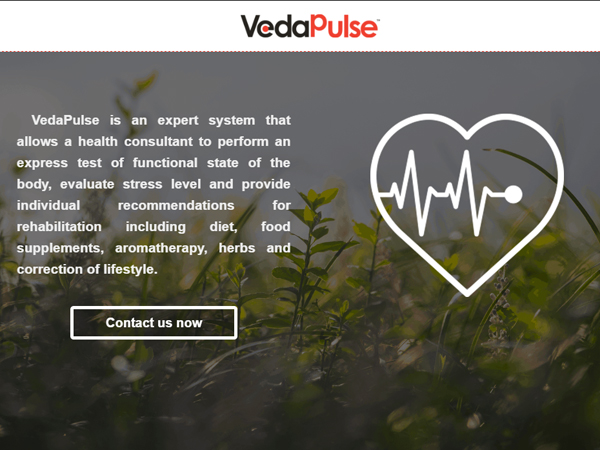 VedaPulse™
VedaPulse is an expert system that
allows a health consultant to perform an
express test of functional state of the
body, evaluate stress level and provide
individual recommendations for
rehabilitation including diet, food
supplements, aromatherapy, herbs and
correction of lifestyle.
Contact us now